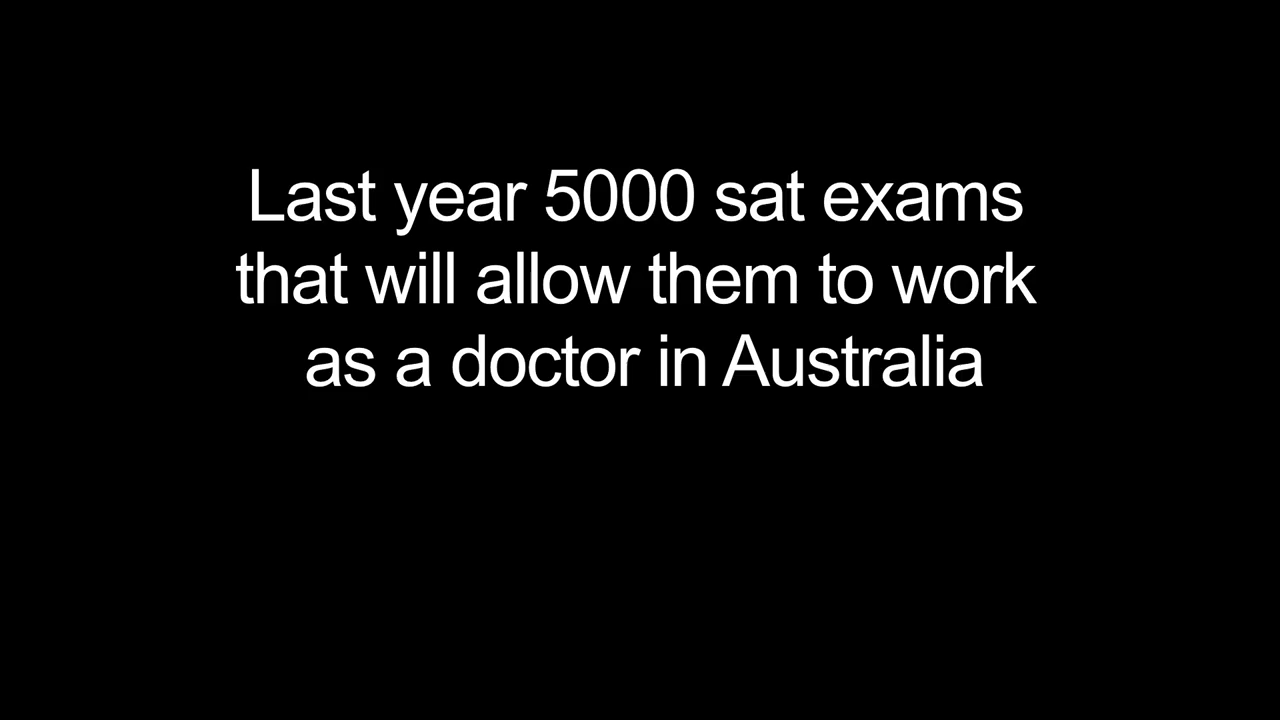 Last year 5000 sat exams
that will allow them to work
as a doctor in Australia